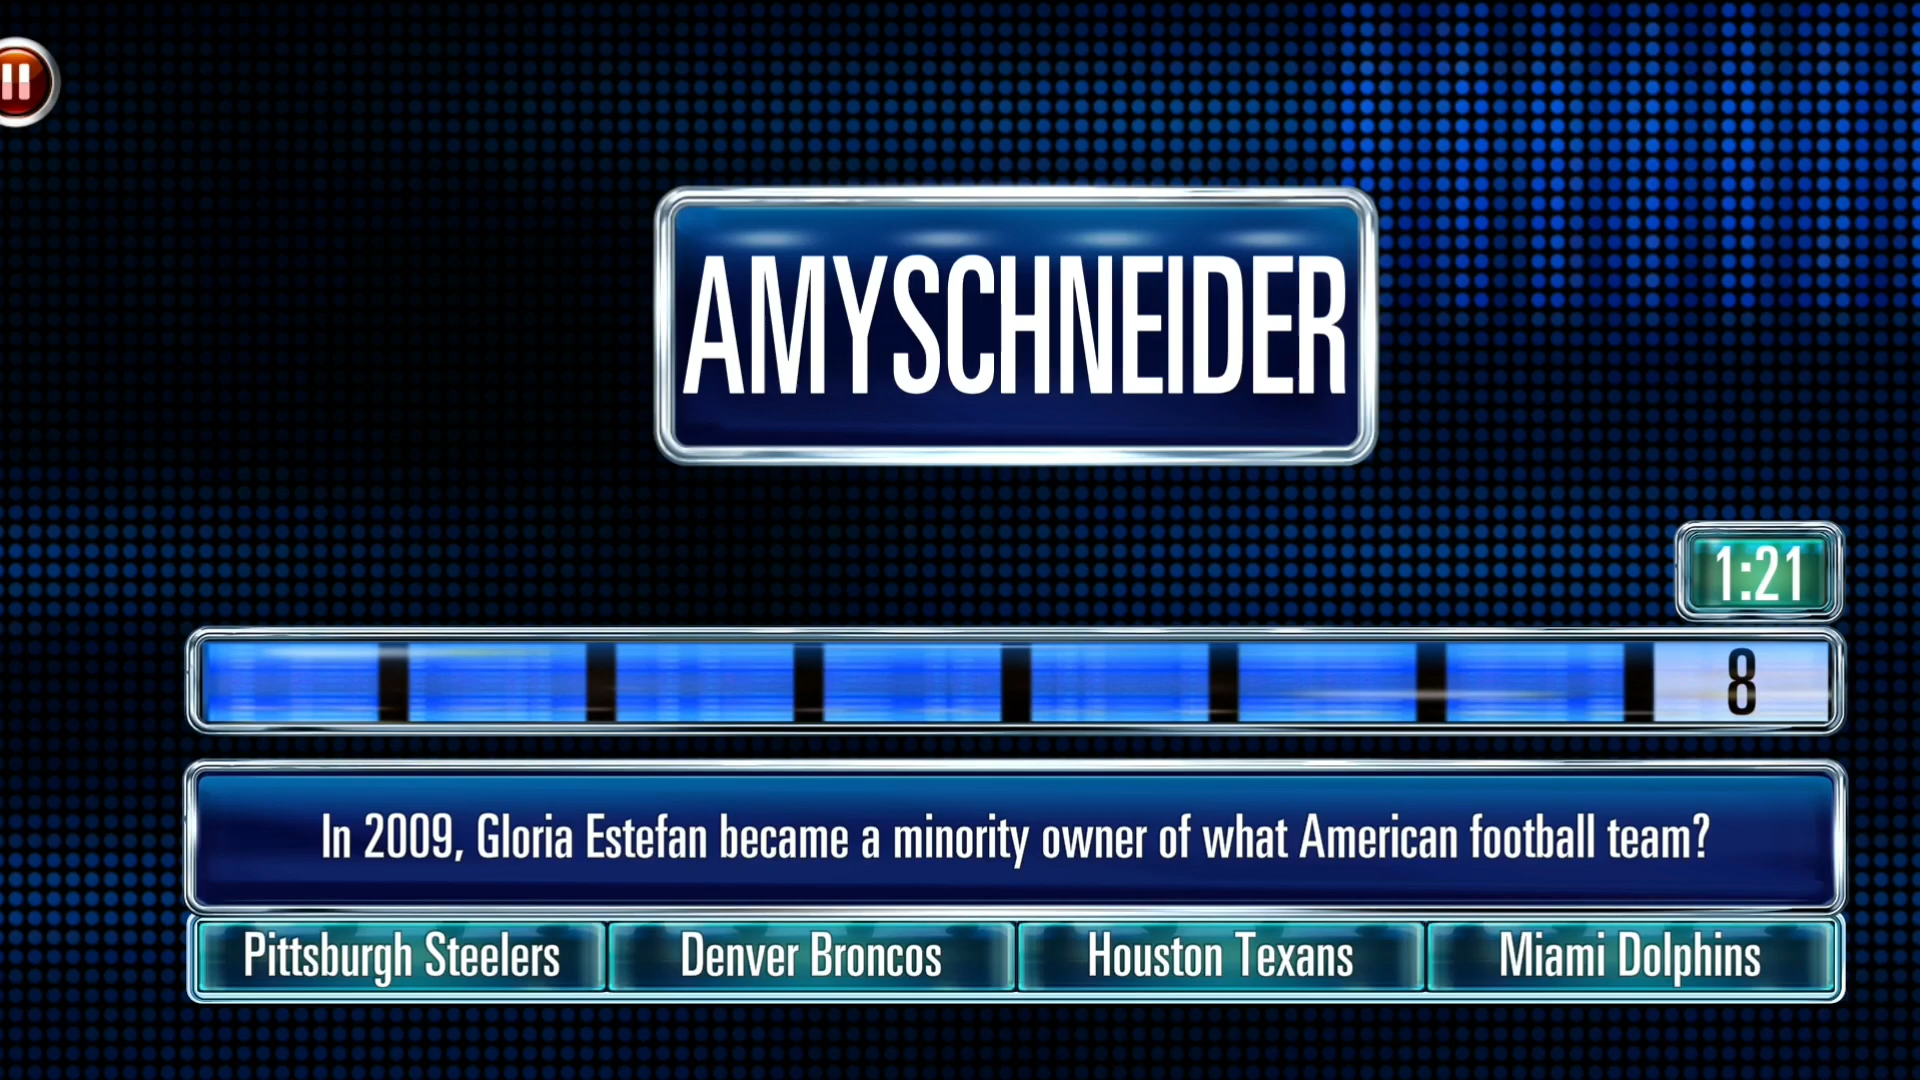 AMYSCHNEIDER
1:21
8
In 2009, Gloria Estefan became a minority owner of what American football team?
Pittsburgh Steelers
Denver Broncos
Houston Texans
Miami Dolphins